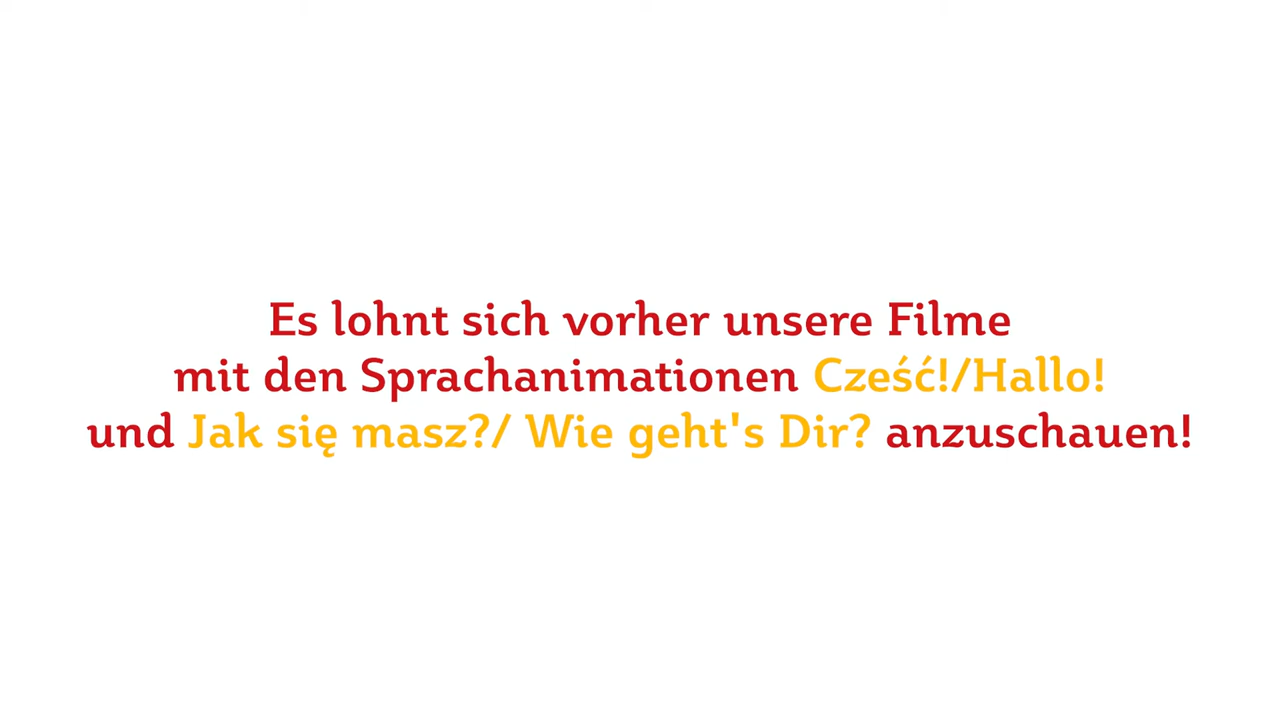 Es lohnt sich vorher unsere Filme
mit den Sprachanimationen Cześć!/Hallo!
und Jak się masz?/ Wie geht's Dir? anzuschauen!